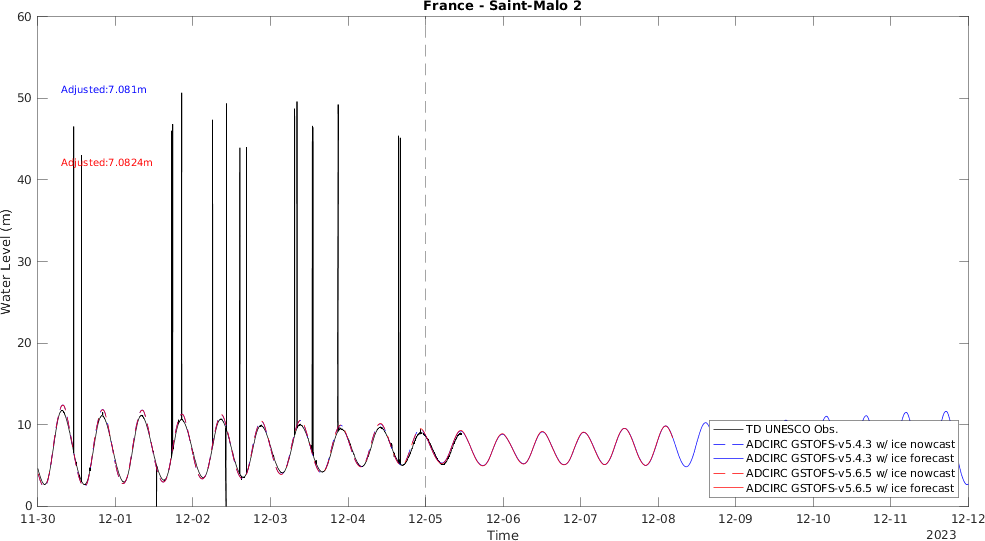 France - Saint-Malo 2
60
50
40
30
20
10
0
Water Level (m)
Adjusted:7.081m
Adjusted:7.0824m
TD UNESCO Obs.
ADCIRC GSTOFS-v5.4.3 w/ ice nowcast
ADCIRC GSTOFS-v5.4.3 w/ ice forecast
ADCIRC GSTOFS-v5.6.5 w/ ice nowcast
ADCIRC GSTOFS-v5.6.5 w/ ice forecast
11-30 12-01 12-02 12-03 12-04 12-05 12-06 12-07 12-08 12-09 12-10 12-11 12-12
Time
2023